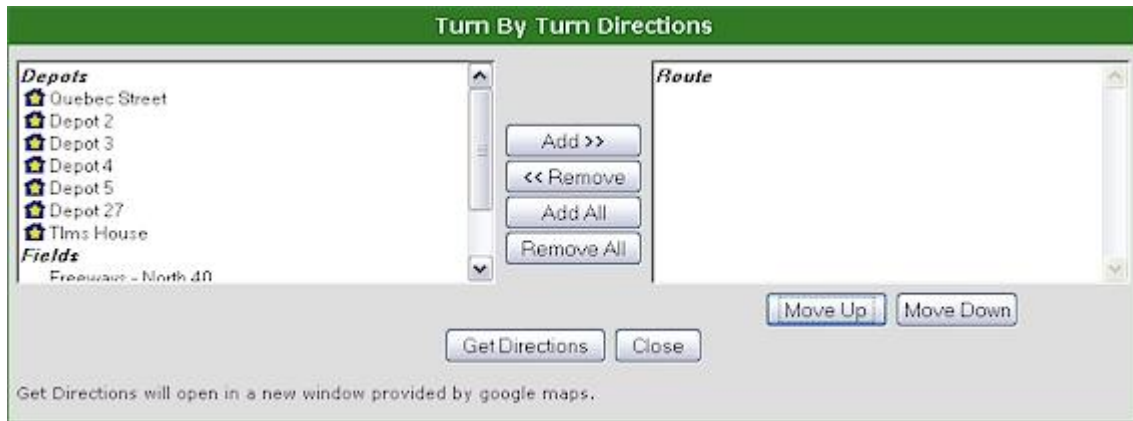 Turn By Turn Directions
Depots
Quebec Street
Depot 2
Depot 3
Depot 4
Depot 5
Depot 27
TIms House
Fields
Freeways - North 40
Add >>
<< Remove
Add All
Remove All
Route
Move Up
Move Down
Get Directions
Close
Get Directions will open in a new window provided by google maps.